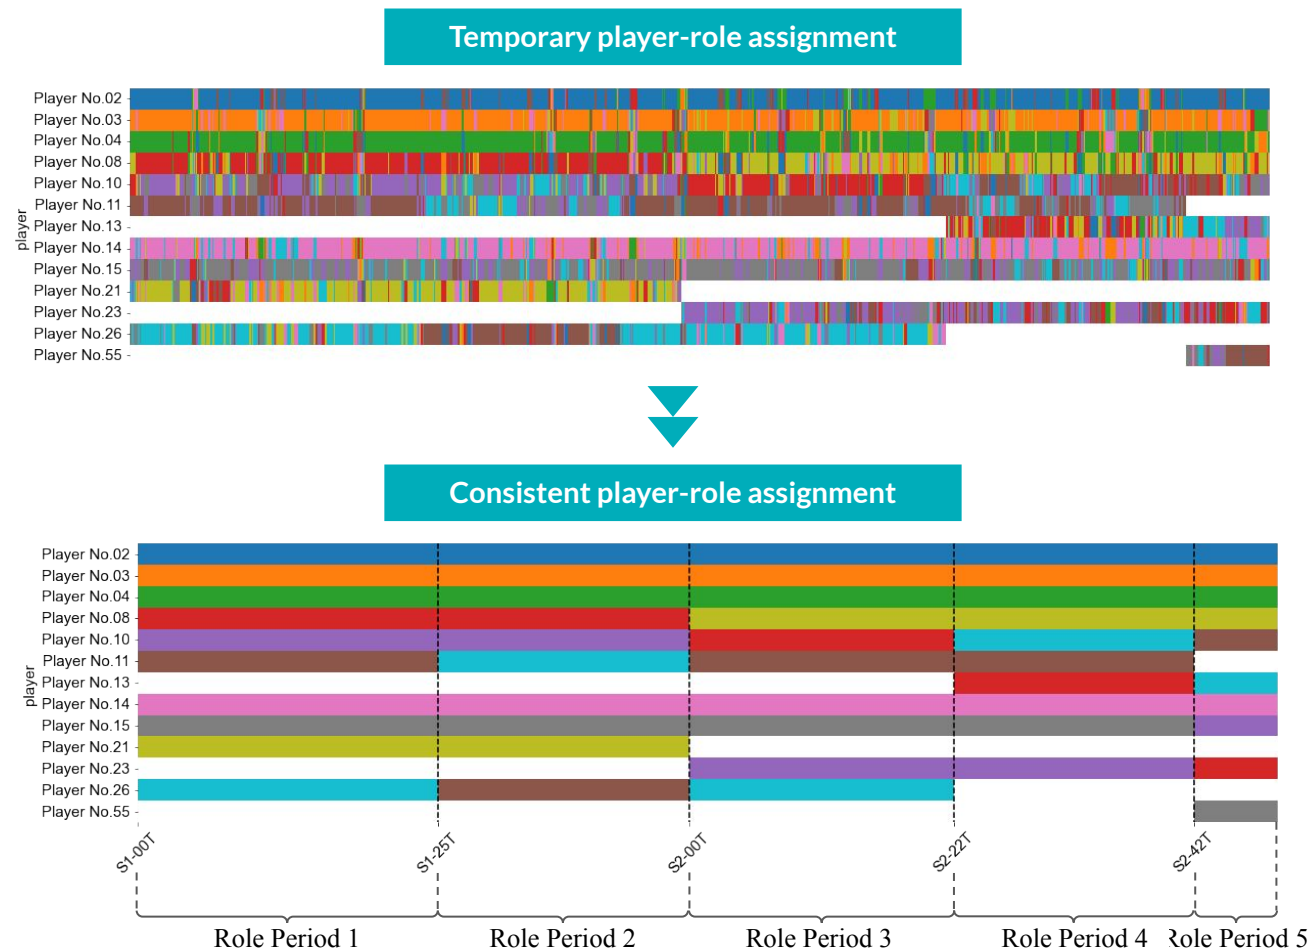 Temporary player-role assignment
Player No.02
Player No.03
Player No.04
Player No.08
Player No.10
Player No.11
Player No.13
Player No.14
Player No.15
Player No.21
Player No.23
Player No.26
Player No.55
player
Consistent player-role assignment
Player No.02
Player No.03
Player No.04
Player No.08
Player No.10
Player No.11
Player No.13
Player No.14
Player No.15
Player No.21
Player No.23
Player No.26
Player No.55
player
S1-00T
S1-25T
S2-00T
S2-22T
S2-42T
Role Period 1
Role Period 2
Role Period 3
Role Period 4
Role Period 5